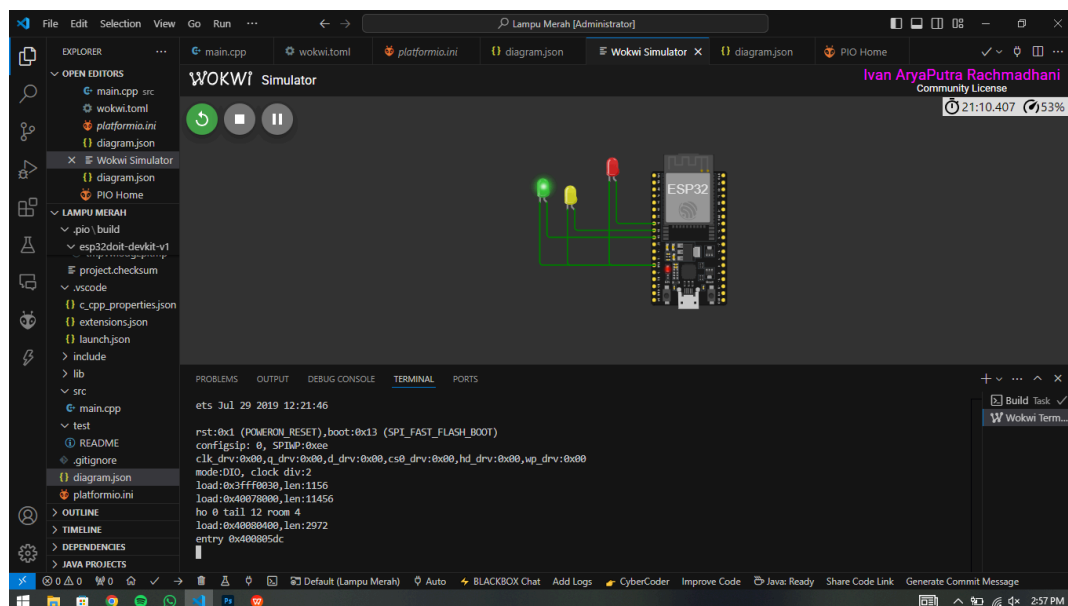 File Edit Selection View Go Run ··· Lampu Merah [Administrator]
EXPLORER ···
main.cpp wokwi.toml platformio.ini {} diagram.json Wokwi Simulator {} diagram.json PIO Home ···
OPEN EDITORS
main.cpp src
wokwi.toml
platformio.ini
{} diagram.json
Wokwi Simulator
{} diagram.json
PIO Home
LAMPU MERAH
.pio \ build
esp32doit-devkit-v1
project.checksum
.vscode
{} c_cpp_properties.json
{} extensions.json
{} launch.json
include
lib
src
main.cpp
test
README
.gitignore
{} diagram.json
platformio.ini
OUTLINE
TIMELINE
DEPENDENCIES
JAVA PROJECTS
WOKWI Simulator
Ivan AryaPutra Rachmadhani
Community License
21:10.407 53%
ESP32
PROBLEMS OUTPUT DEBUG CONSOLE TERMINAL PORTS
Build Task
Wokwi Term...
ets Jul 29 2019 12:21:46
rst:0x1 (POWERON_RESET),boot:0x13 (SPI_FAST_FLASH_BOOT)
configsip: 0, SPIWP:0xee
clk_drv:0x00,q_drv:0x00,d_drv:0x00,cs0_drv:0x00,hd_drv:0x00,wp_drv:0x00
mode:DIO, clock div:2
load:0x3fff0030,len:1156
load:0x40078000,len:11456
ho 0 tail 12 room 4
load:0x40080400,len:2972
entry 0x400805dc
0 0 0 Default (Lampu Merah) Auto BLACKBOX Chat Add Logs CyberCoder Improve Code Java: Ready Share Code Link Generate Commit Message
Ps 2:57 PM